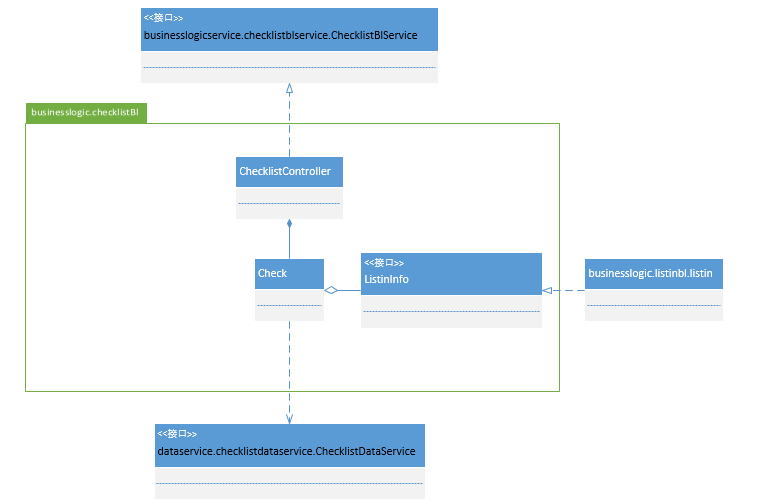 <<接口>>
businesslogicservice.checklistblservice.ChecklistBlService
businesslogic.checklistBl
ChecklistController
Check
<<接口>>
ListinInfo
businesslogic.listinbl.listin
<<接口>>
dataservice.checklistdataservice.ChecklistDataService